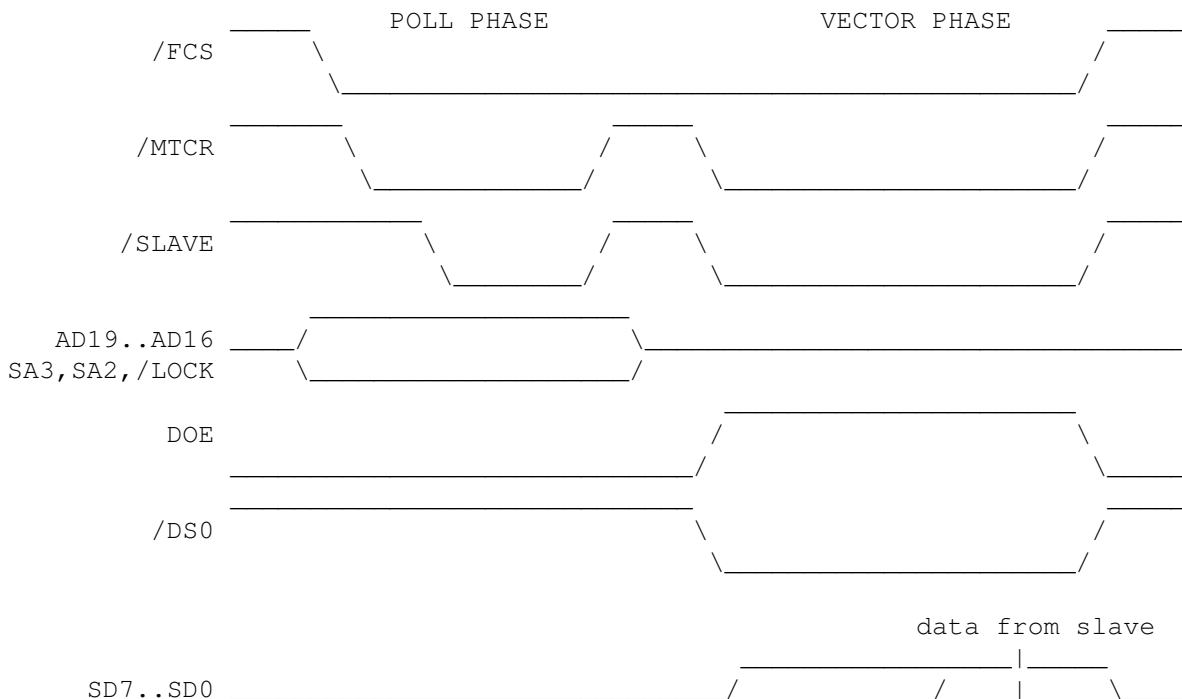 POLL PHASE VECTOR PHASE
/FCS
/MTCR
/SLAVE
AD19..AD16
SA3,SA2,/LOCK
DOE
/DS0
data from slave
SD7..SD0